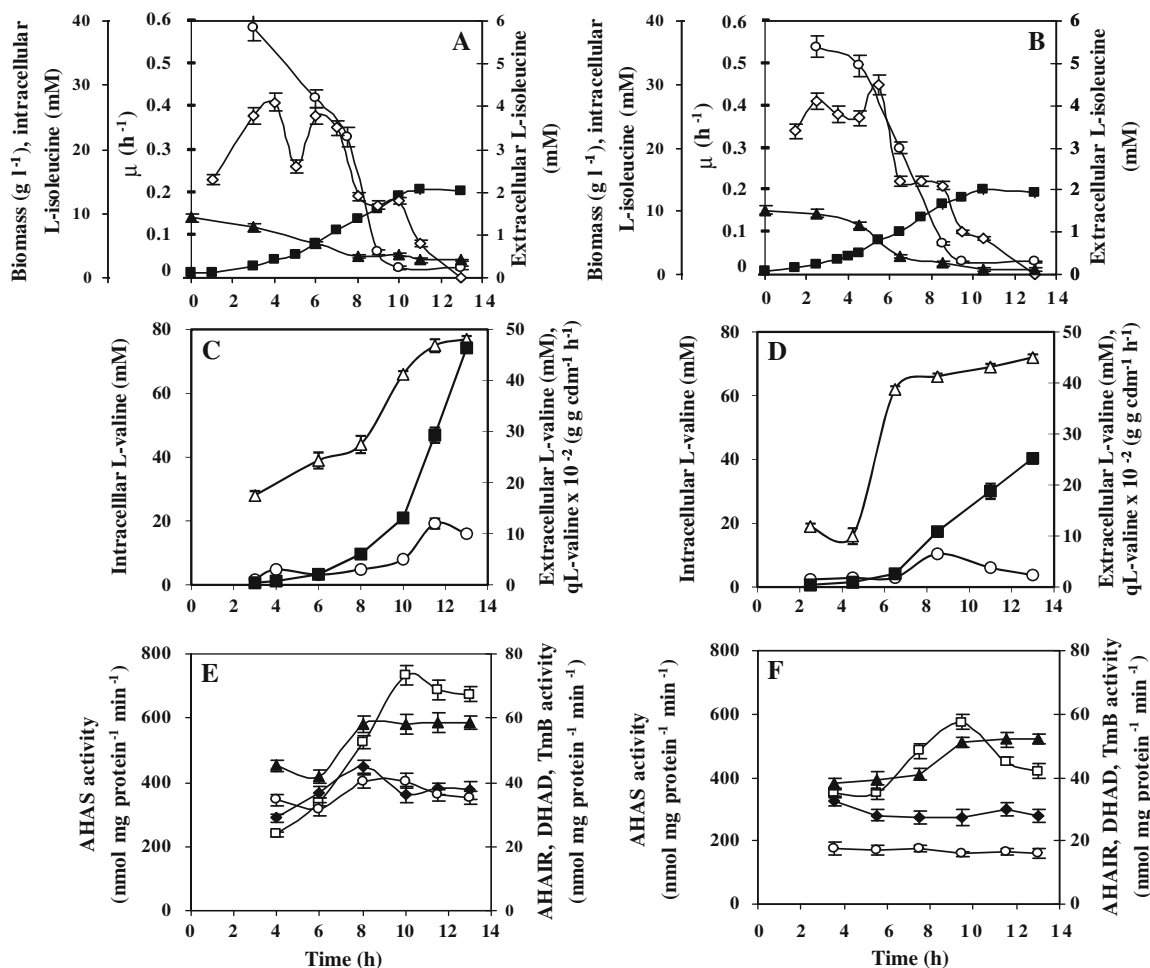 Biomass (g l⁻¹), intracellular
L-isoleucine (mM)
40
30
20
10
0
μ (h⁻¹)
0.6
0.5
0.4
0.3
0.2
0.1
0
A
6
5
4
3
2
1
0
Extracellular L-isoleucine
(mM)
0 2 4 6 8 10 12 14
Biomass (g l⁻¹), intracellular
L-isoleucine (mM)
40
30
20
10
0
μ (h⁻¹)
0.6
0.5
0.4
0.3
0.2
0.1
0
B
6
5
4
3
2
1
0
Extracellular L-isoleucine
(mM)
0 2 4 6 8 10 12 14
Intracelllar L-valine (mM)
80
60
40
20
0
C
50
40
30
20
10
0
Extracellular L-valine (mM),
qL-valine x 10⁻² (g g cdm⁻¹ h⁻¹)
0 2 4 6 8 10 12 14
Intracellular L-valine (mM)
80
60
40
20
0
D
50
40
30
20
10
0
Extracellular L-valine (mM),
qL-valine x 10⁻² (g g cdm⁻¹ h⁻¹)
0 2 4 6 8 10 12 14
AHAS activity
(nmol mg protein⁻¹ min⁻¹)
800
600
400
200
0
E
80
60
40
20
0
AHAIR, DHAD, TmB activity
(nmol mg protein⁻¹ min⁻¹)
0 2 4 6 8 10 12 14
Time (h)
AHAS activity
(nmol mg protein⁻¹ min⁻¹)
800
600
400
200
0
F
80
60
40
20
0
AHAIR, DHAD, TmB activity
(nmol mg protein⁻¹ min⁻¹)
0 2 4 6 8 10 12 14
Time (h)